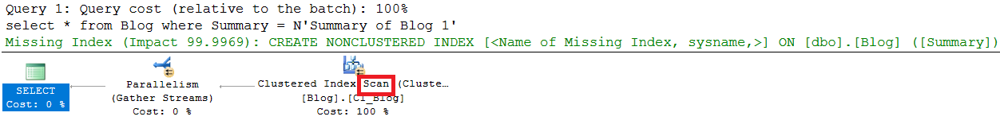 Query 1: Query cost (relative to the batch): 100%
select * from Blog where Summary = N'Summary of Blog 1'
Missing Index (Impact 99.9969): CREATE NONCLUSTERED INDEX [<Name of Missing Index, sysname,>] ON [dbo].[Blog] ([Summary])
SELECT
Cost: 0 %
Parallelism
(Gather Streams)
Cost: 0 %
Clustered Index Scan (Cluste…
[Blog].[CI_Blog]
Cost: 100 %